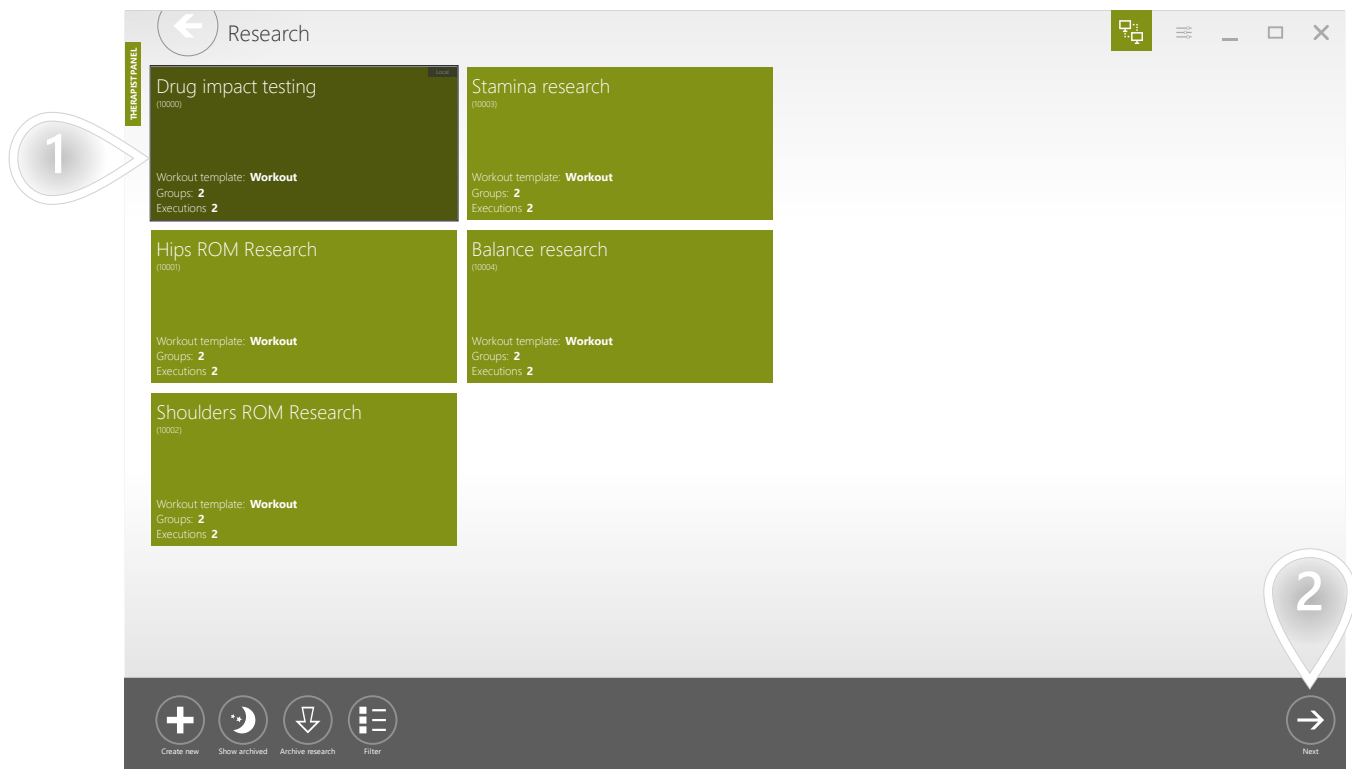 Research
THERAPIST PANEL
1
Local
Drug impact testing
(10000)
Workout template: Workout
Groups: 2
Executions 2
Stamina research
(10003)
Workout template: Workout
Groups: 2
Executions 2
Hips ROM Research
(10001)
Workout template: Workout
Groups: 2
Executions 2
Balance research
(10004)
Workout template: Workout
Groups: 2
Executions 2
Shoulders ROM Research
(10002)
Workout template: Workout
Groups: 2
Executions 2
2
Create new
Show archived
Archive research
Filter
Next